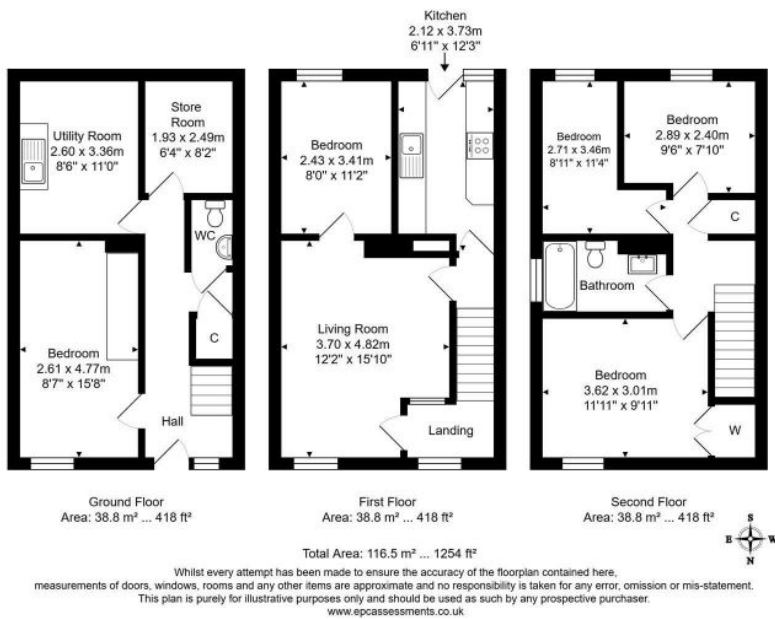 Kitchen
2.12 x 3.73m
6'11" x 12'3"
Utility Room
2.60 x 3.36m
8'6" x 11'0"
Store
Room
1.93 x 2.49m
6'4" x 8'2"
WC
C
Bedroom
2.61 x 4.77m
8'7" x 15'8"
Hall
Bedroom
2.43 x 3.41m
8'0" x 11'2"
Living Room
3.70 x 4.82m
12'2" x 15'10"
Landing
Bedroom
2.71 x 3.46m
8'11" x 11'4"
Bedroom
2.89 x 2.40m
9'6" x 7'10"
C
Bathroom
Bedroom
3.62 x 3.01m
11'11" x 9'11"
W
Ground Floor
Area: 38.8 m² ... 418 ft²
First Floor
Area: 38.8 m² ... 418 ft²
Second Floor
Area: 38.8 m² ... 418 ft²
S
E W
N
Total Area: 116.5 m² ... 1254 ft²
Whilst every attempt has been made to ensure the accuracy of the floorplan contained here,
measurements of doors, windows, rooms and any other items are approximate and no responsibility is taken for any error, omission or mis-statement.
This plan is purely for illustrative purposes only and should be used as such by any prospective purchaser.
www.epcassessments.co.uk